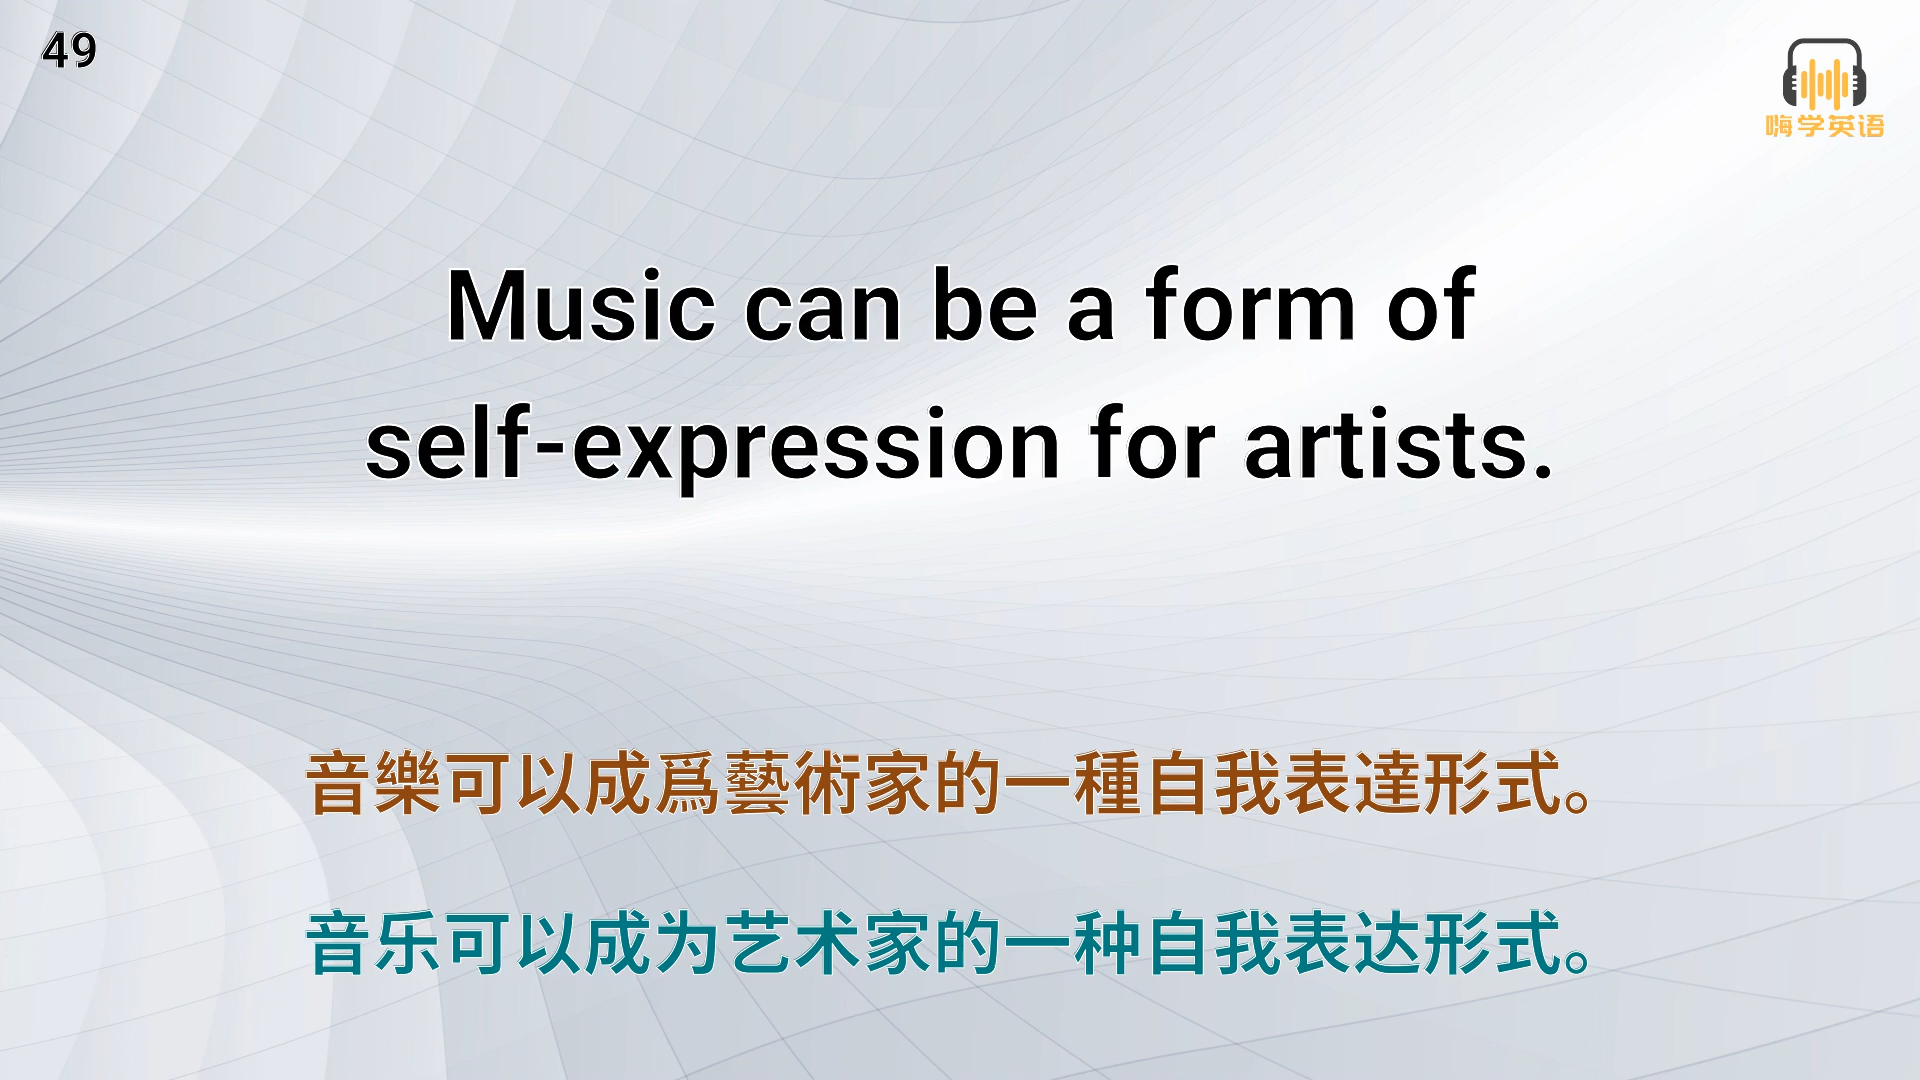 49
嗨学英语
Music can be a form of
self-expression for artists.
音樂可以成爲藝術家的一種自我表達形式。
音乐可以成为艺术家的一种自我表达形式。